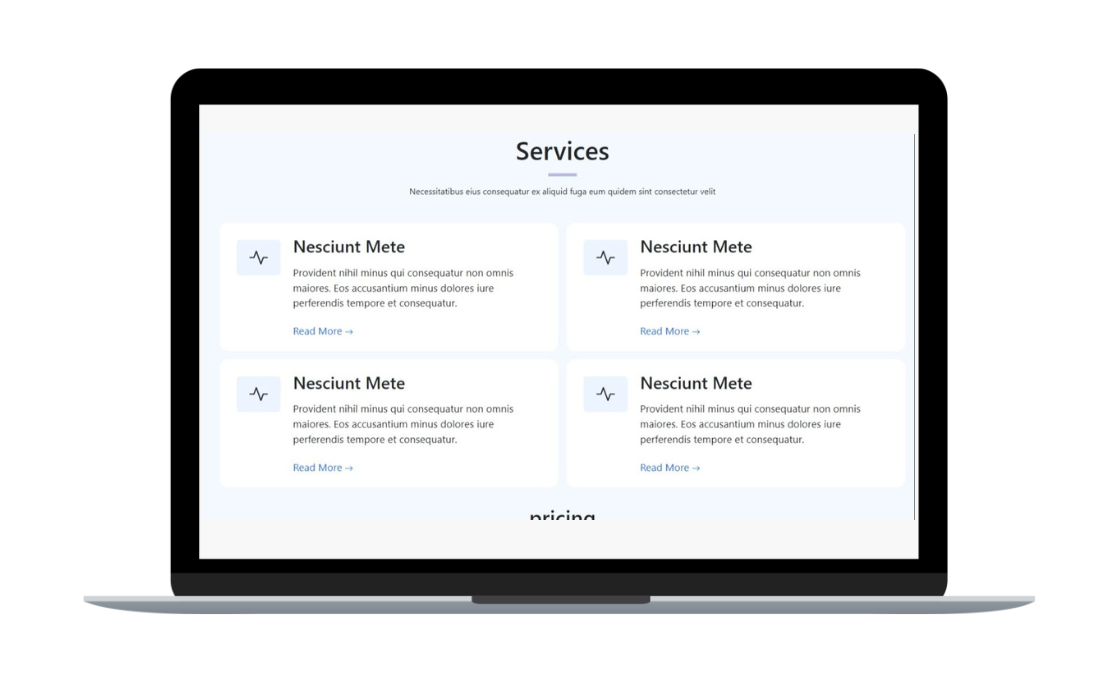 Services
Necessitatibus eius consequatur ex aliquid fuga eum quidem sint consectetur velit
Nesciunt Mete
Provident nihil minus qui consequatur non omnis
maiores. Eos accusantium minus dolores iure
perferendis tempore et consequatur.
Read More →
Nesciunt Mete
Provident nihil minus qui consequatur non omnis
maiores. Eos accusantium minus dolores iure
perferendis tempore et consequatur.
Read More →
Nesciunt Mete
Provident nihil minus qui consequatur non omnis
maiores. Eos accusantium minus dolores iure
perferendis tempore et consequatur.
Read More →
Nesciunt Mete
Provident nihil minus qui consequatur non omnis
maiores. Eos accusantium minus dolores iure
perferendis tempore et consequatur.
Read More →
pricing